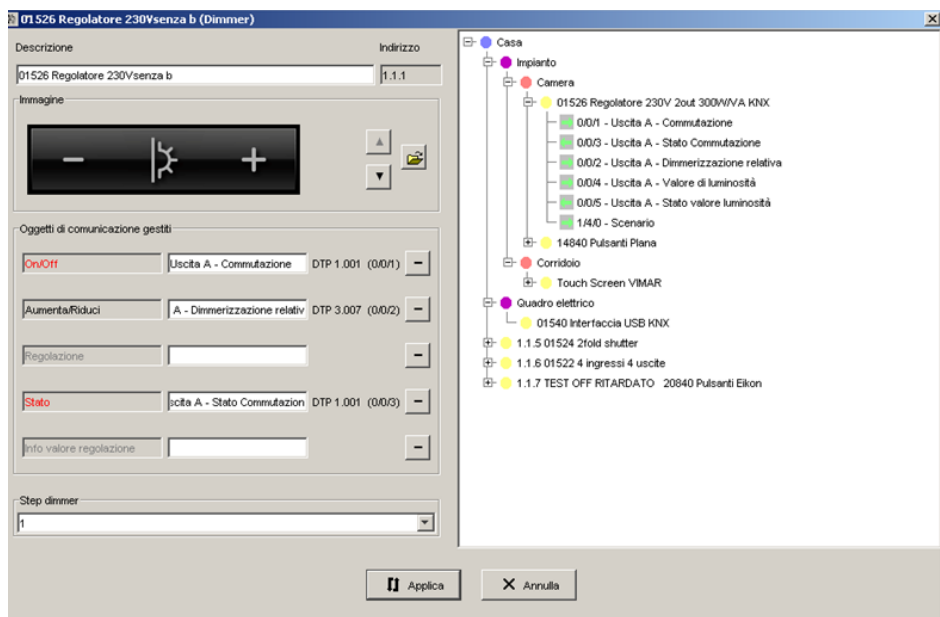 01526 Regolatore 230Vsenza b (Dimmer)
Descrizione Indirizzo
01526 Regolatore 230Vsenza b 1.1.1
Immagine
Oggetti di comunicazione gestiti
On/Off Uscita A - Commutazione DTP 1.001 (0/0/1)
Aumenta/Riduci A - Dimmerizzazione relativ DTP 3.007 (0/0/2)
Regolazione
Stato scita A - Stato Commutazion DTP 1.001 (0/0/3)
Info valore regolazione
Step dimmer
1
Casa
Impianto
Camera
01526 Regolatore 230V 2out 300W/VA KNX
0/0/1 - Uscita A - Commutazione
0/0/3 - Uscita A - Stato Commutazione
0/0/2 - Uscita A - Dimmerizzazione relativa
0/0/4 - Uscita A - Valore di luminosità
0/0/5 - Uscita A - Stato valore luminosità
1/4/0 - Scenario
14840 Pulsanti Plana
Corridoio
Touch Screen VIMAR
Quadro elettrico
01540 Interfaccia USB KNX
1.1.5 01524 2fold shutter
1.1.6 01522 4 ingressi 4 uscite
1.1.7 TEST OFF RITARDATO 20840 Pulsanti Eikon
Applica Annulla